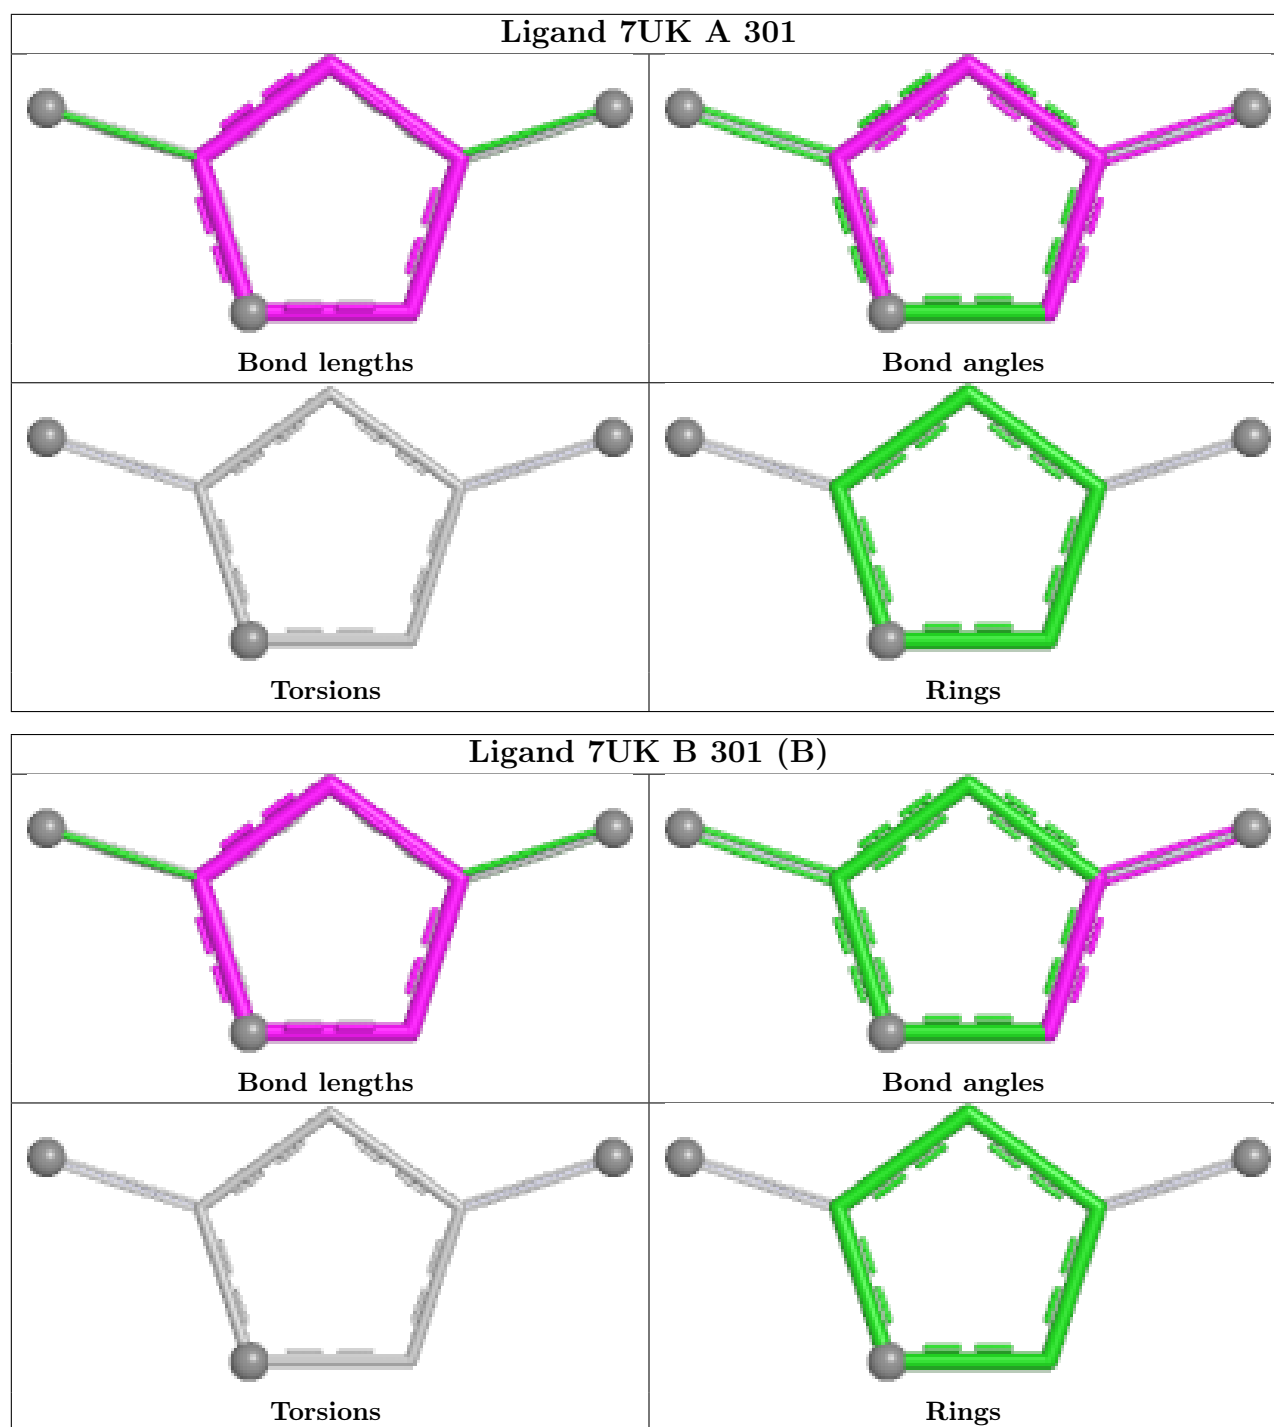 Ligand 7UK A 301
Bond lengths
Bond angles
Torsions
Rings
Ligand 7UK B 301 (B)
Bond lengths
Bond angles
Torsions
Rings